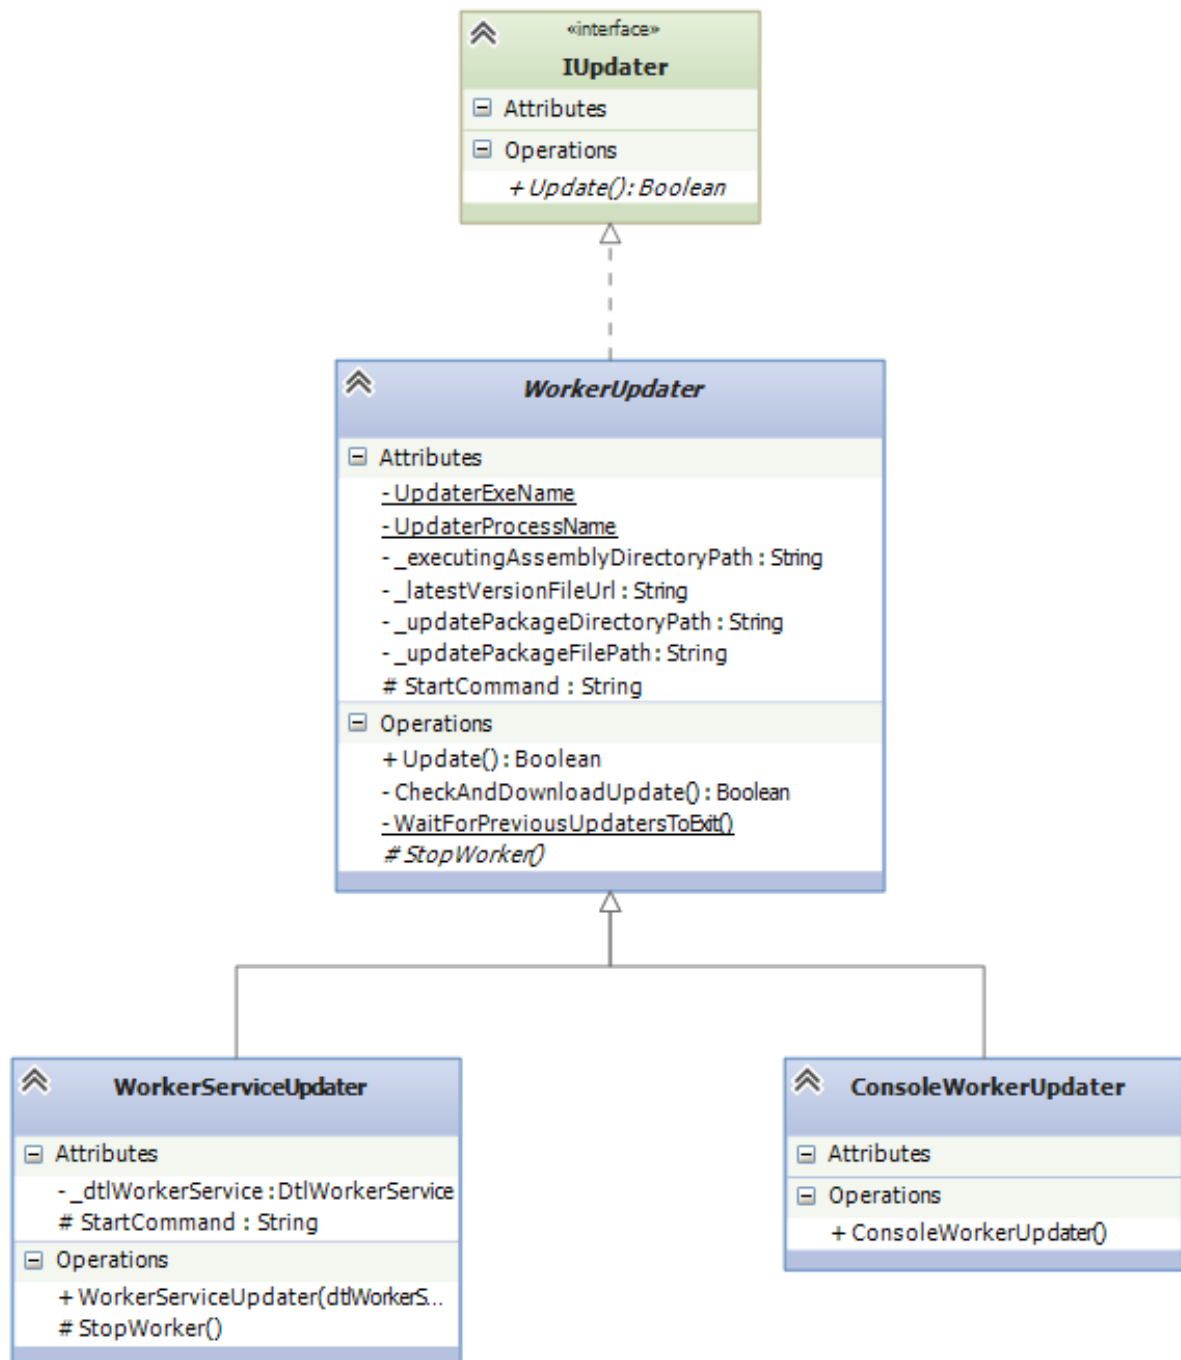 «interface»
IUpdater
Attributes
Operations
+ Update(): Boolean
WorkerUpdater
Attributes
- UpdaterExeName
- UpdaterProcessName
- _executingAssemblyDirectoryPath : String
- _latestVersionFileUrl : String
- _updatePackageDirectoryPath : String
- _updatePackageFilePath : String
# StartCommand : String
Operations
+ Update() : Boolean
- CheckAndDownloadUpdate() : Boolean
- WaitForPreviousUpdatersToExit()
# StopWorker()
WorkerServiceUpdater
Attributes
- _dtlWorkerService : DtlWorkerService
# StartCommand : String
Operations
+ WorkerServiceUpdater(dtlWorkerS...
# StopWorker()
ConsoleWorkerUpdater
Attributes
Operations
+ ConsoleWorkerUpdater()